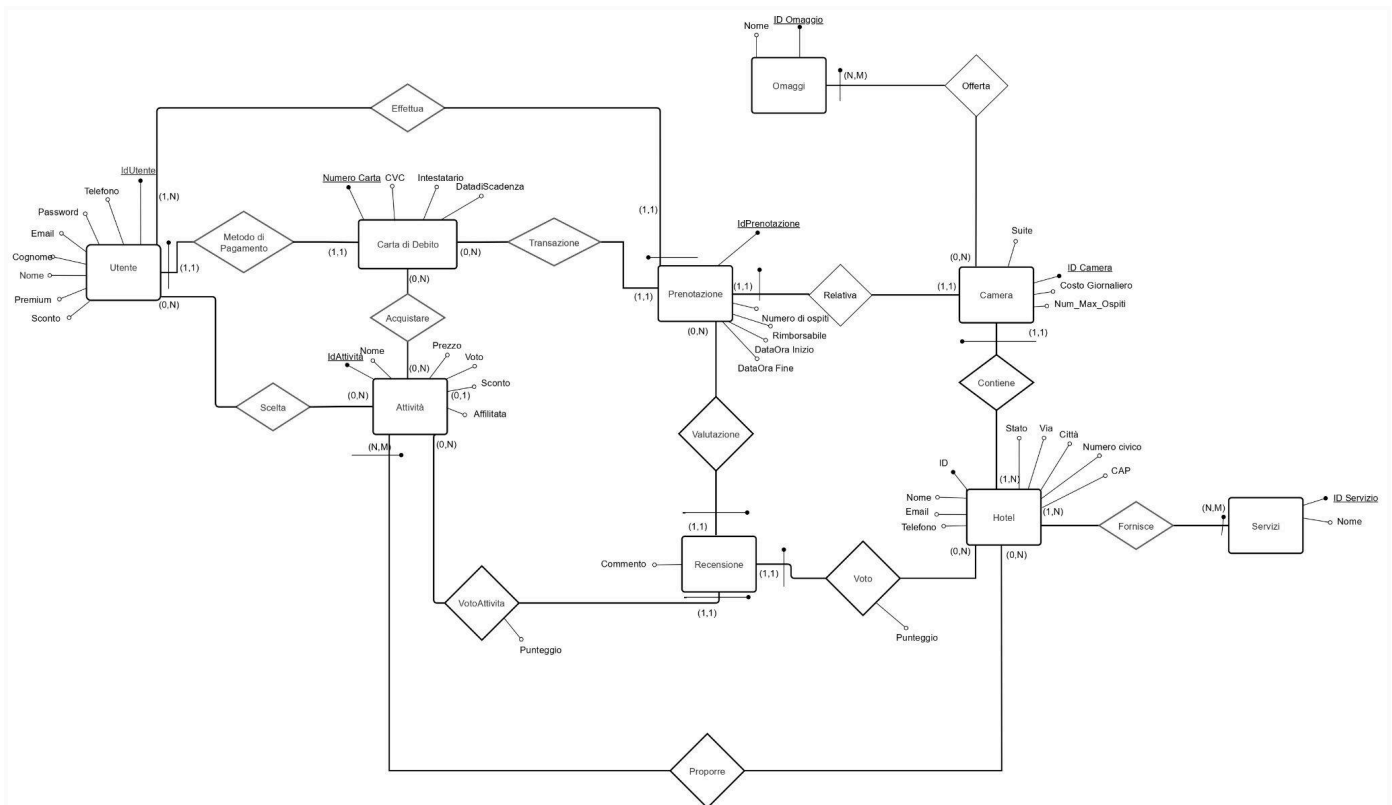 Nome
ID Omaggio
Omaggi
(N,M)
Offerta
Effettua
IdUtente
Telefono
Password
Email
Cognome
Nome
Premium
Sconto
Utente
(1,N)
(1,1)
(0,N)
Metodo di
Pagamento
Numero Carta
CVC
Intestatario
DatadiScadenza
Carta di Debito
(1,1)
(0,N)
(0,N)
Transazione
(1,1)
(1,1)
IdPrenotazione
Prenotazione
(1,1)
(0,N)
Numero di ospiti
Rimborsabile
DataOra Inizio
DataOra Fine
Relativa
(0,N)
(1,1)
Suite
ID Camera
Costo Giornaliero
Num_Max_Ospiti
Camera
(1,1)
Acquistare
(0,N)
IdAttività
Nome
Prezzo
Voto
Sconto
(0,1)
Affilitata
Attività
(0,N)
(N,M)
(0,N)
Scelta
Contiene
Valutazione
(1,N)
Stato
Via
Città
Numero civico
CAP
ID
Nome
Email
Telefono
Hotel
(1,N)
(0,N)
(0,N)
Fornisce
(N,M)
Servizi
ID Servizio
Nome
(1,1)
Commento
Recensione
(1,1)
(1,1)
Voto
Punteggio
VotoAttivita
Punteggio
Proporre